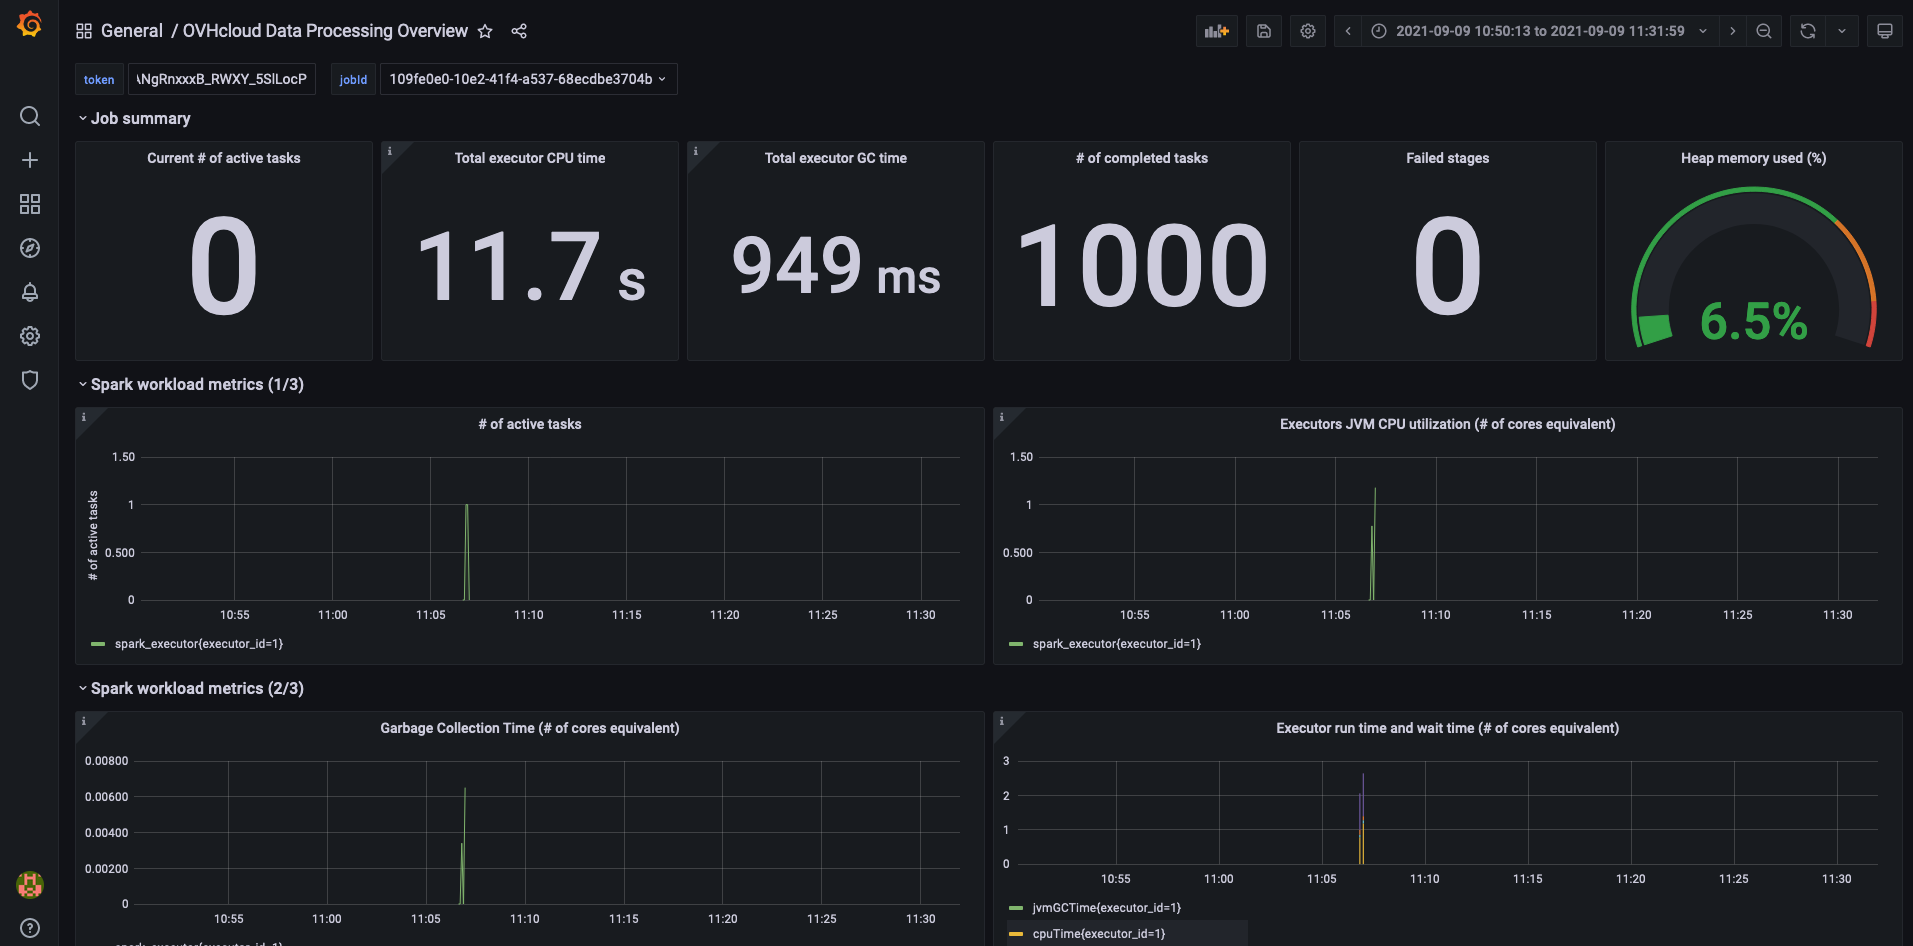 General / OVHcloud Data Processing Overview
2021-09-09 10:50:13 to 2021-09-09 11:31:59
token ANgRnxxxB_RWXY_5SlLocP jobId 109fe0e0-10e2-41f4-a537-68ecdbe3704b
Job summary
Current # of active tasks
0
i
Total executor CPU time
11.7 s
i
Total executor GC time
949 ms
# of completed tasks
1000
Failed stages
0
Heap memory used (%)
6.5%
Spark workload metrics (1/3)
i
# of active tasks
# of active tasks
1.50
1
0.500
0
10:55 11:00 11:05 11:10 11:15 11:20 11:25 11:30
spark_executor{executor_id=1}
i
Executors JVM CPU utilization (# of cores equivalent)
1.50
1
0.500
0
10:55 11:00 11:05 11:10 11:15 11:20 11:25 11:30
spark_executor{executor_id=1}
Spark workload metrics (2/3)
i
Garbage Collection Time (# of cores equivalent)
0.00800
0.00600
0.00400
0.00200
0
10:55 11:00 11:05 11:10 11:15 11:20 11:25 11:30
i
Executor run time and wait time (# of cores equivalent)
3
2
1
0
10:55 11:00 11:05 11:10 11:15 11:20 11:25 11:30
jvmGCTime{executor_id=1}
cpuTime{executor_id=1}